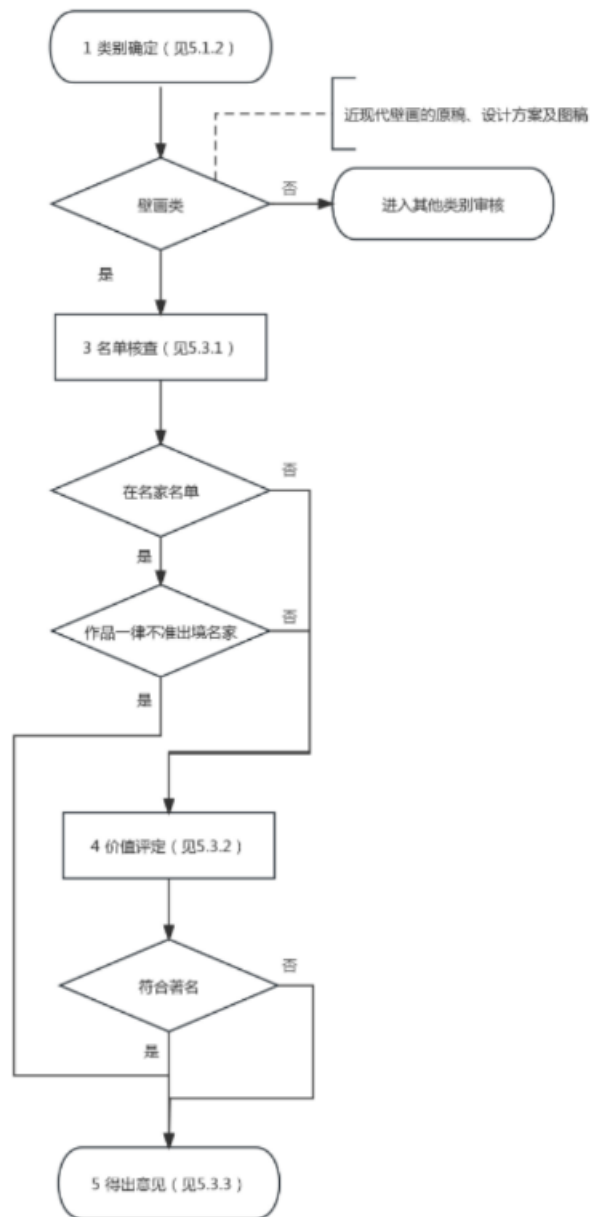 1 类别确定（见5.1.2）
近现代壁画的原稿、设计方案及图稿
壁画类
否
进入其他类别审核
是
3 名单核查（见5.3.1）
否
在名家名单
是
否
作品一律不准出境名家
是
4 价值评定（见5.3.2）
否
符合著名
是
5 得出意见（见5.3.3）